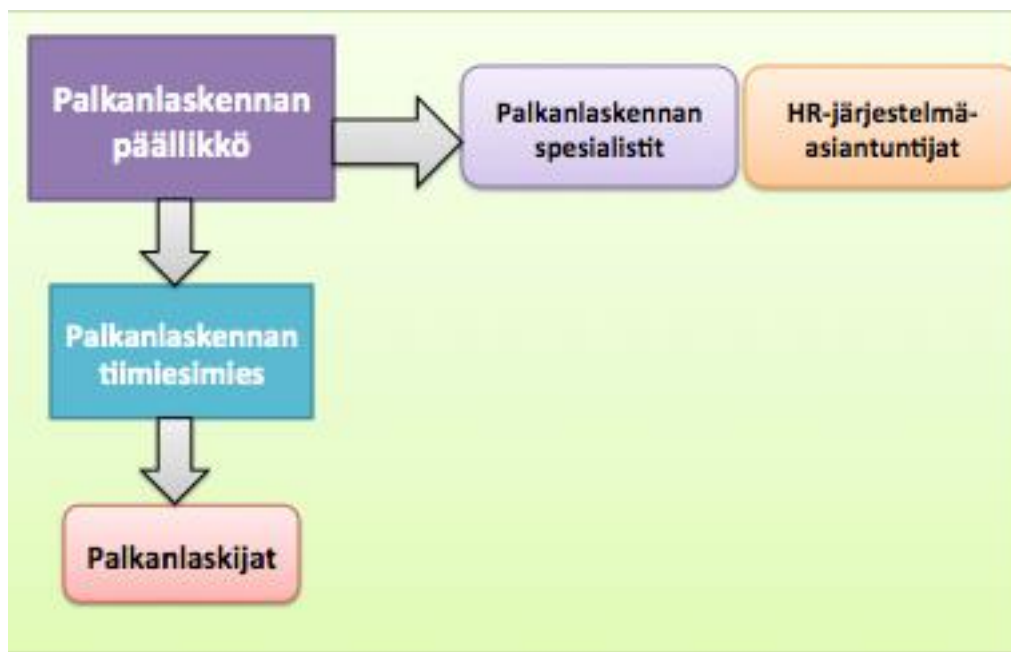 Palkanlaskennan
päällikkö
Palkanlaskennan
spesialistit
HR-järjestelmä-
asiantuntijat
Palkanlaskennan
tiimiesimies
Palkanlaskijat